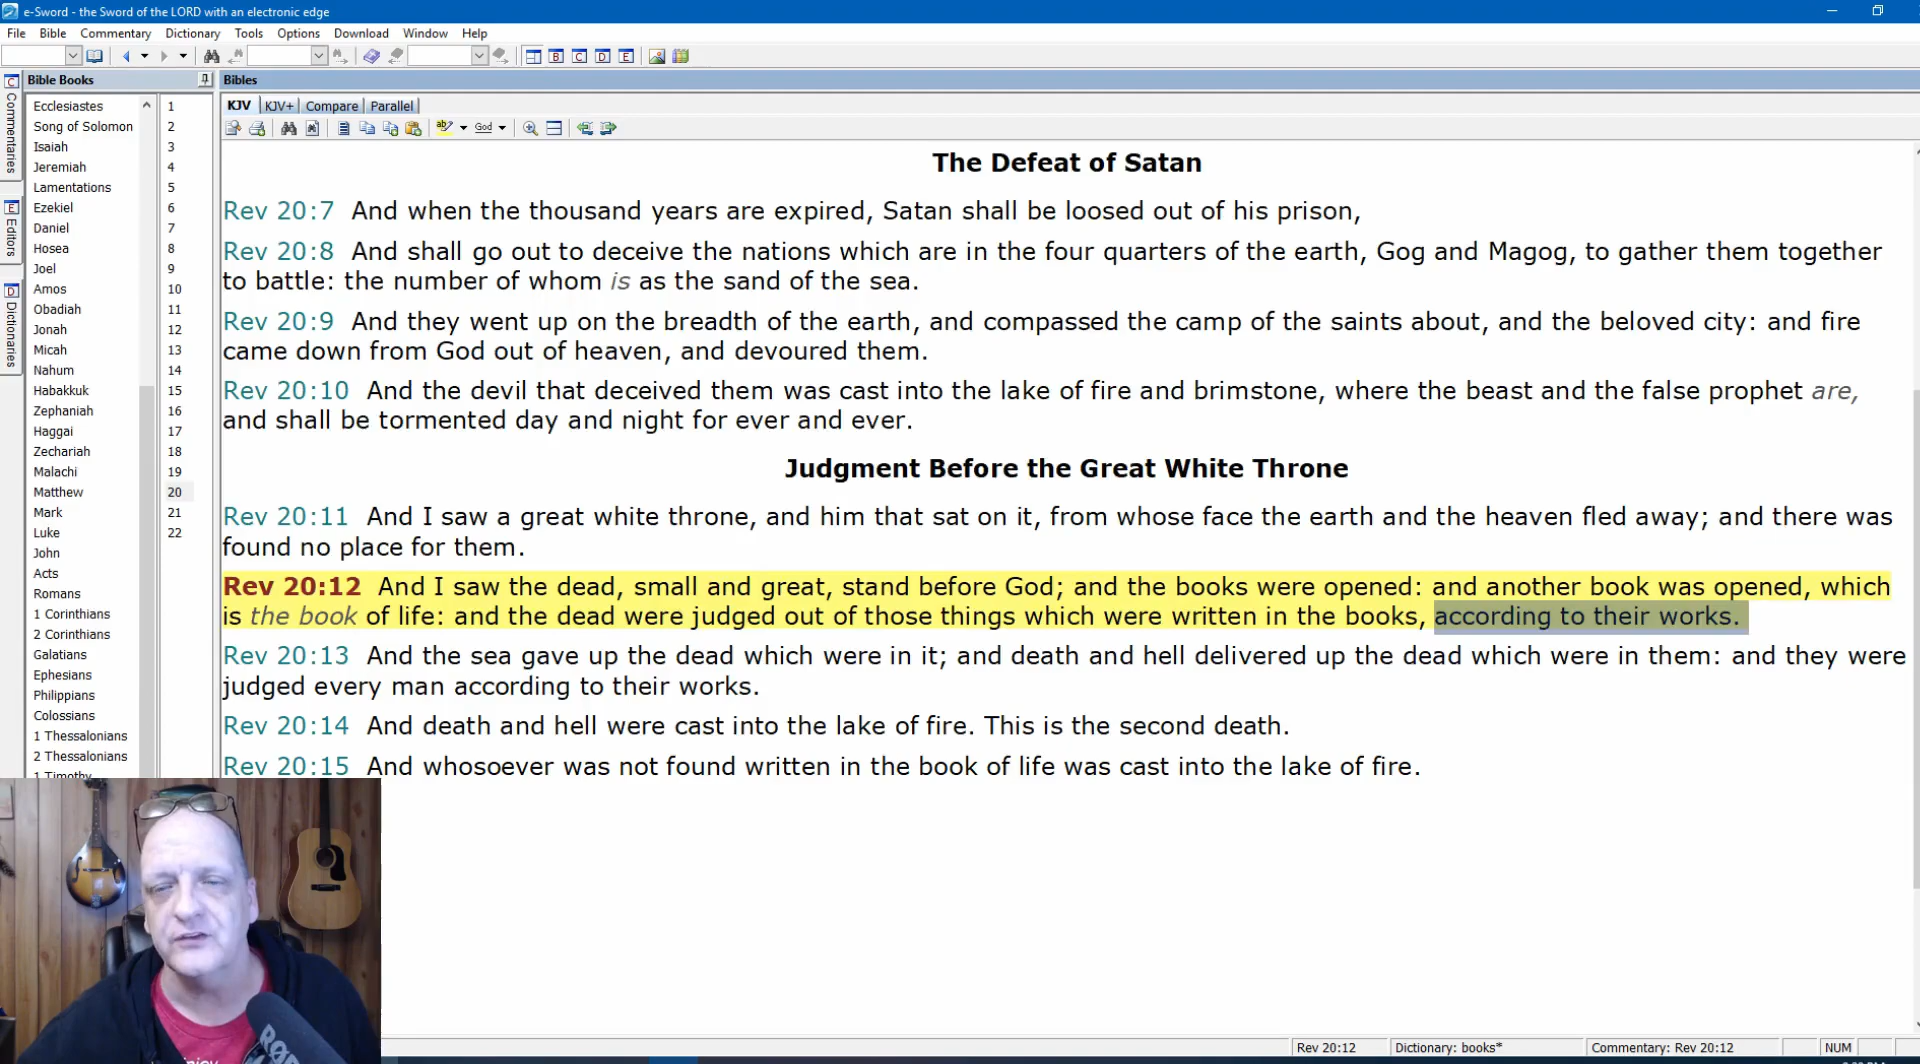 e-Sword - the Sword of the LORD with an electronic edge
File Bible Commentary Dictionary Tools Options Download Window Help
B C D E
Bible Books
Bibles
C Commentaries
E Editors
D Dictionaries
KJV KJV+ Compare Parallel
ab God
Ecclesiastes
Song of Solomon
Isaiah
Jeremiah
Lamentations
Ezekiel
Daniel
Hosea
Joel
Amos
Obadiah
Jonah
Micah
Nahum
Habakkuk
Zephaniah
Haggai
Zechariah
Malachi
Matthew
Mark
Luke
John
Acts
Romans
1 Corinthians
2 Corinthians
Galatians
Ephesians
Philippians
Colossians
1 Thessalonians
2 Thessalonians
1 Timothy
1
2
3
4
5
6
7
8
9
10
11
12
13
14
15
16
17
18
19
20
21
22
The Defeat of Satan
Rev 20:7 And when the thousand years are expired, Satan shall be loosed out of his prison,
Rev 20:8 And shall go out to deceive the nations which are in the four quarters of the earth, Gog and Magog, to gather them together
to battle: the number of whom is as the sand of the sea.
Rev 20:9 And they went up on the breadth of the earth, and compassed the camp of the saints about, and the beloved city: and fire
came down from God out of heaven, and devoured them.
Rev 20:10 And the devil that deceived them was cast into the lake of fire and brimstone, where the beast and the false prophet are,
and shall be tormented day and night for ever and ever.
Judgment Before the Great White Throne
Rev 20:11 And I saw a great white throne, and him that sat on it, from whose face the earth and the heaven fled away; and there was
found no place for them.
Rev 20:12 And I saw the dead, small and great, stand before God; and the books were opened: and another book was opened, which
is the book of life: and the dead were judged out of those things which were written in the books, according to their works.
Rev 20:13 And the sea gave up the dead which were in it; and death and hell delivered up the dead which were in them: and they were
judged every man according to their works.
Rev 20:14 And death and hell were cast into the lake of fire. This is the second death.
Rev 20:15 And whosoever was not found written in the book of life was cast into the lake of fire.
RØDE
Rev 20:12 Dictionary: books* Commentary: Rev 20:12 NUM